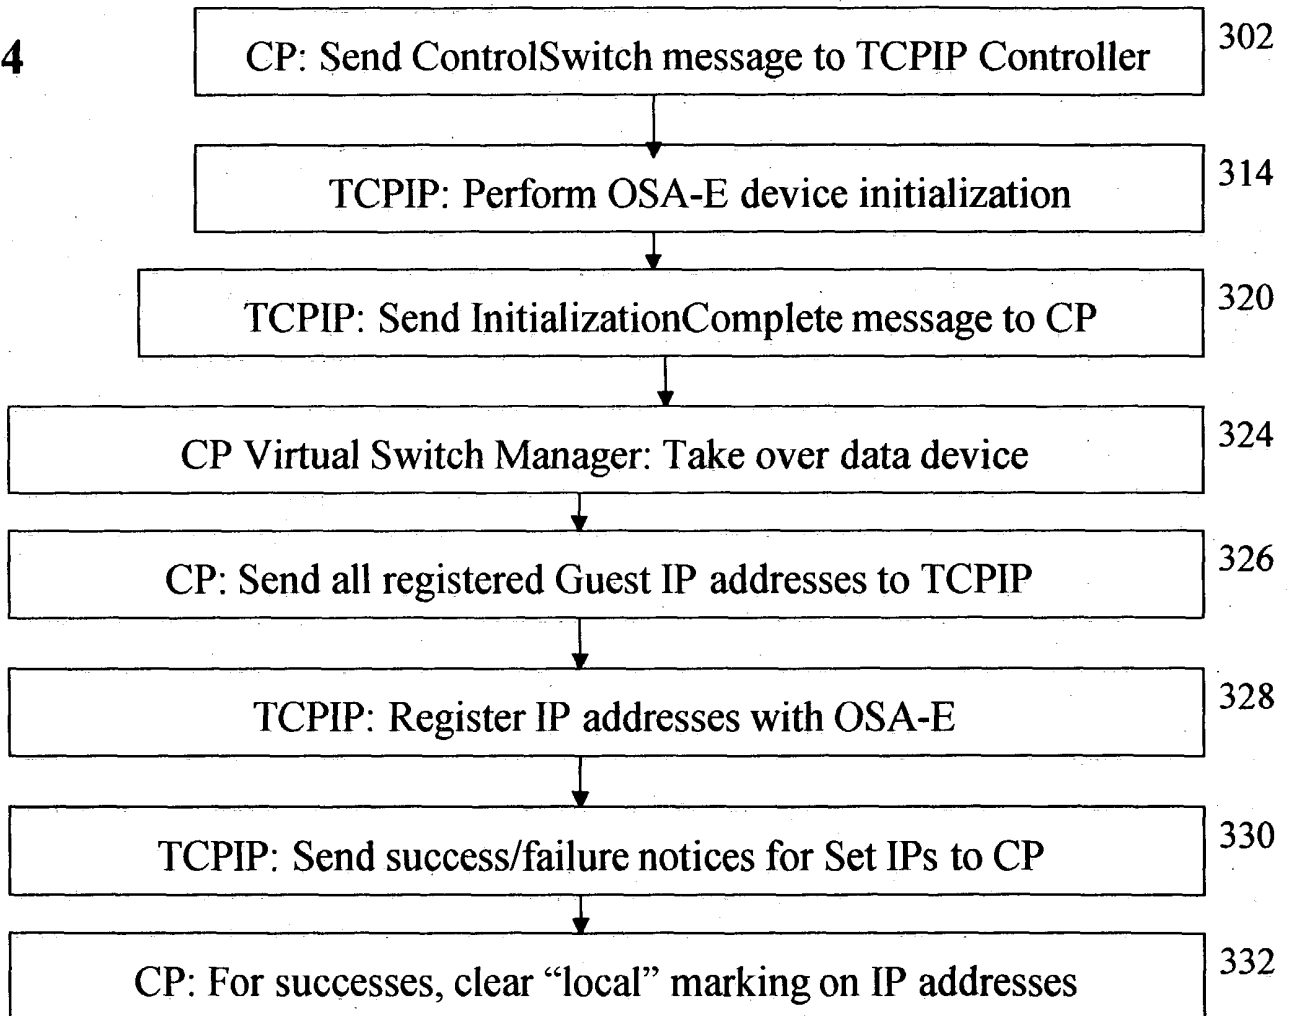 4
CP: Send ControlSwitch message to TCPIP Controller
302
TCPIP: Perform OSA-E device initialization
314
TCPIP: Send InitializationComplete message to CP
320
CP Virtual Switch Manager: Take over data device
324
CP: Send all registered Guest IP addresses to TCPIP
326
TCPIP: Register IP addresses with OSA-E
328
TCPIP: Send success/failure notices for Set IPs to CP
330
CP: For successes, clear “local” marking on IP addresses
332